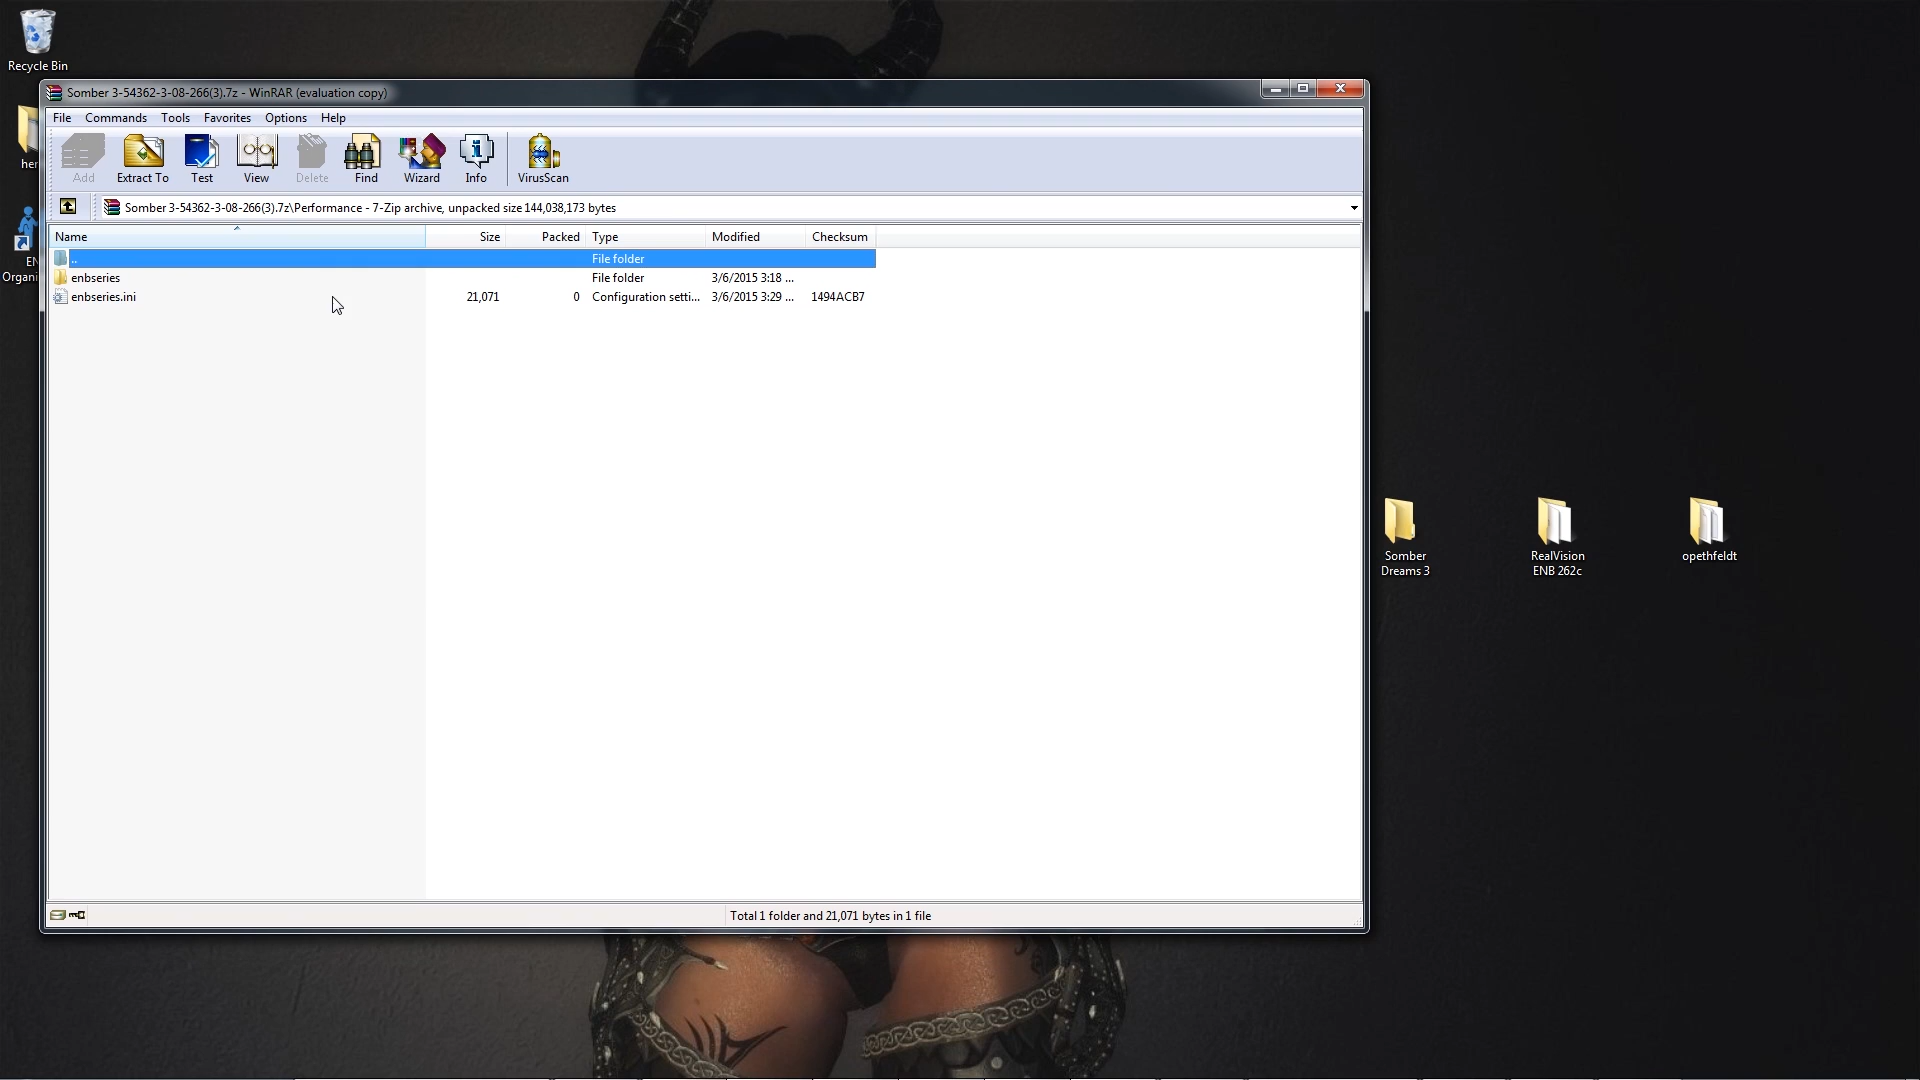 Recycle Bin
Somber 3-54362-3-08-266(3).7z - WinRAR (evaluation copy)
File Commands Tools Favorites Options Help
Add Extract To Test View Delete Find Wizard Info VirusScan
Somber 3-54362-3-08-266(3).7z\Performance - 7-Zip archive, unpacked size 144,038,173 bytes
Name Size Packed Type Modified Checksum
.. File folder
enbseries File folder 3/6/2015 3:18 ...
enbseries.ini 21,071 0 Configuration setti... 3/6/2015 3:29 ... 1494ACB7
her
EN
Organi
Somber
Dreams 3
RealVision
ENB 262c
opethfeldt
Total 1 folder and 21,071 bytes in 1 file